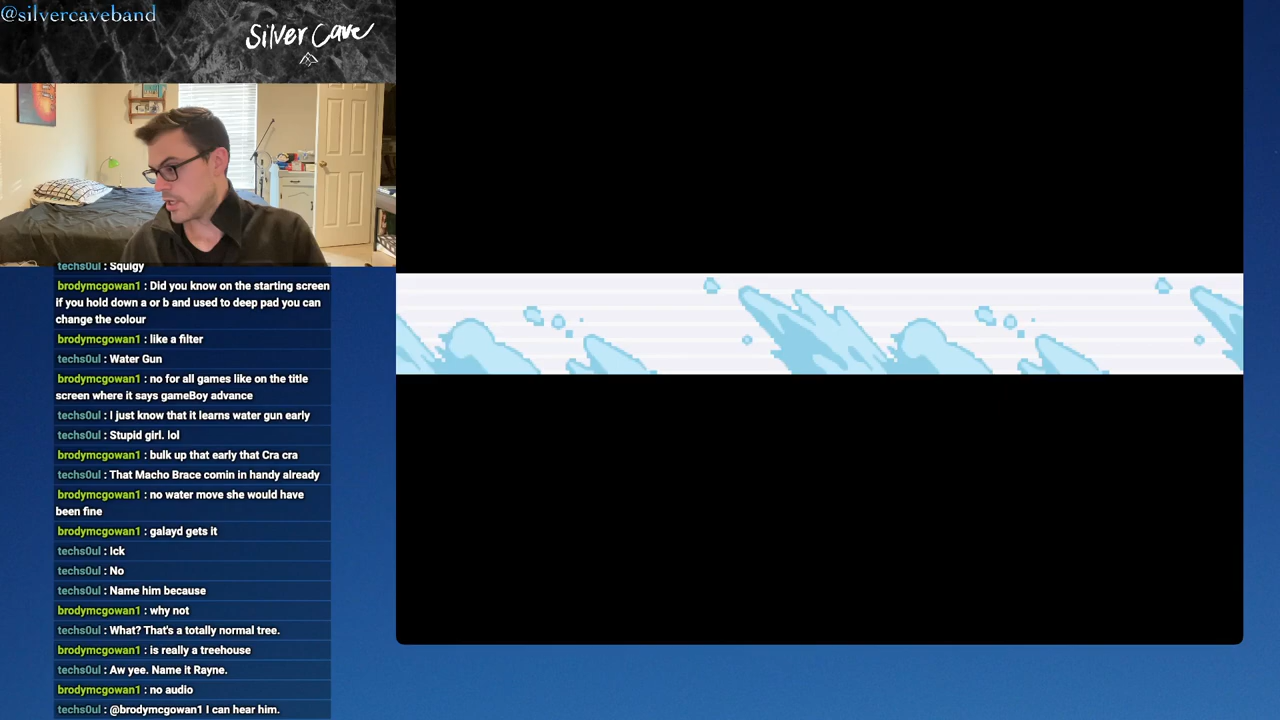 @silvercaveband
Silver Cave
techs0ul : Squigy
brodymcgowan1 : Did you know on the starting screen
if you hold down a or b and used to deep pad you can
change the colour
brodymcgowan1 : like a filter
techs0ul : Water Gun
brodymcgowan1 : no for all games like on the title
screen where it says gameBoy advance
techs0ul : I just know that it learns water gun early
techs0ul : Stupid girl. lol
brodymcgowan1 : bulk up that early that Cra cra
techs0ul : That Macho Brace comin in handy already
brodymcgowan1 : no water move she would have
been fine
brodymcgowan1 : galayd gets it
techs0ul : Ick
techs0ul : No
techs0ul : Name him because
brodymcgowan1 : why not
techs0ul : What? That's a totally normal tree.
brodymcgowan1 : is really a treehouse
techs0ul : Aw yee. Name it Rayne.
brodymcgowan1 : no audio
techs0ul : @brodymcgowan1 I can hear him.